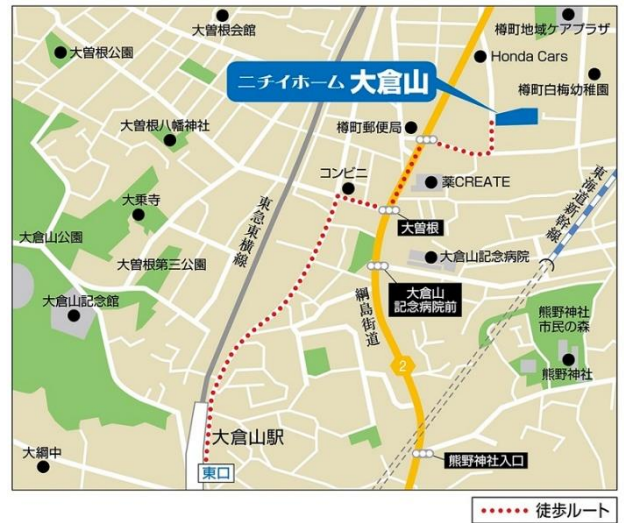 大曽根会館
樽町地域ケアプラザ
大曽根公園
Honda Cars
ニチイホーム 大倉山
樽町白梅幼稚園
大曽根八幡神社
樽町郵便局
コンビニ
薬CREATE
東海道新幹線
大乗寺
東急東横線
大曽根
大倉山公園
大曽根第三公園
大倉山記念病院
大倉山記念館
大倉山
記念病院前
綱島街道
熊野神社
市民の森
2
熊野神社
大倉山駅
大綱中
東口
熊野神社入口
徒歩ルート